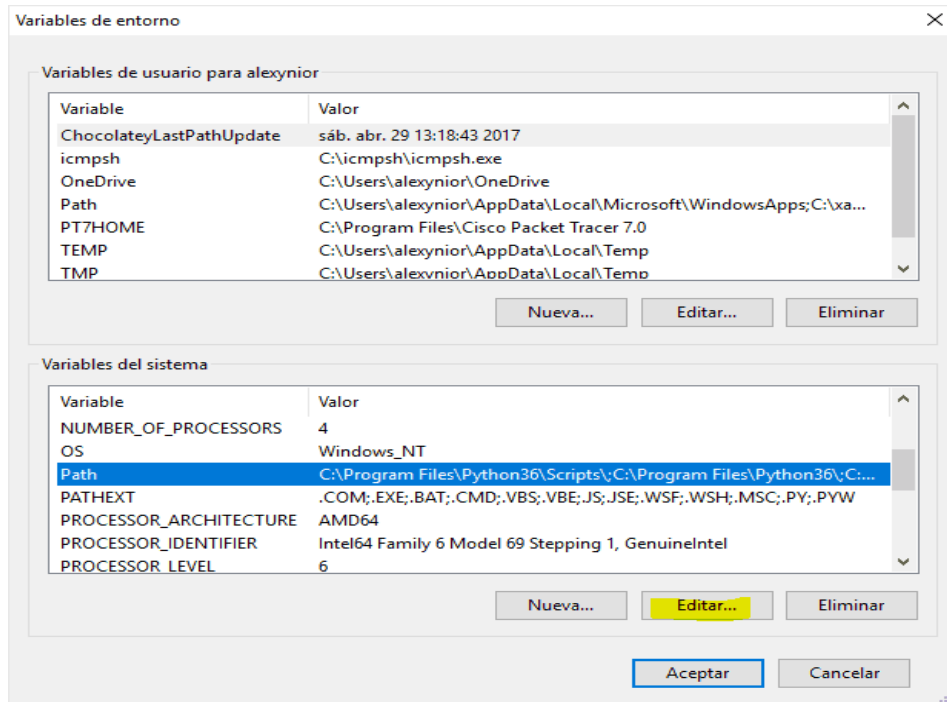 Variables de entorno
Variables de usuario para alexynior
Variable Valor
ChocolateyLastPathUpdate sáb. abr. 29 13:18:43 2017
icmpsh C:\icmpsh\icmpsh.exe
OneDrive C:\Users\alexynior\OneDrive
Path C:\Users\alexynior\AppData\Local\Microsoft\WindowsApps;C:\xa...
PT7HOME C:\Program Files\Cisco Packet Tracer 7.0
TEMP C:\Users\alexynior\AppData\Local\Temp
TMP C:\Users\alexynior\AppData\Local\Temp
Nueva... Editar... Eliminar
Variables del sistema
Variable Valor
NUMBER_OF_PROCESSORS 4
OS Windows_NT
Path C:\Program Files\Python36\Scripts\;C:\Program Files\Python36\;C:...
PATHEXT .COM;.EXE;.BAT;.CMD;.VBS;.VBE;.JS;.JSE;.WSF;.WSH;.MSC;.PY;.PYW
PROCESSOR_ARCHITECTURE AMD64
PROCESSOR_IDENTIFIER Intel64 Family 6 Model 69 Stepping 1, GenuineIntel
PROCESSOR_LEVEL 6
Nueva... Editar... Eliminar
Aceptar Cancelar